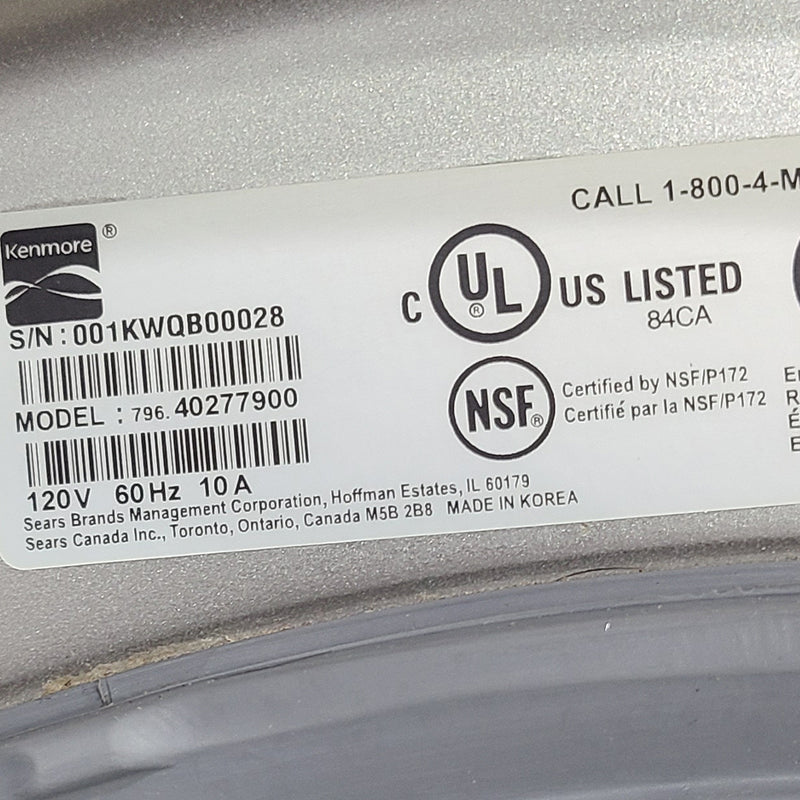 CALL 1-800-4-M
Kenmore ®
S/N : 001KWQB00028
MODEL : 796. 40277900
120V 60Hz 10A
Sears Brands Management Corporation, Hoffman Estates, IL 60179
Sears Canada Inc., Toronto, Ontario, Canada M5B 2B8 MADE IN KOREA
C UL ® US LISTED
84CA
NSF®
Certified by NSF/P172
Certifié par la NSF/P172
En
R
É
E